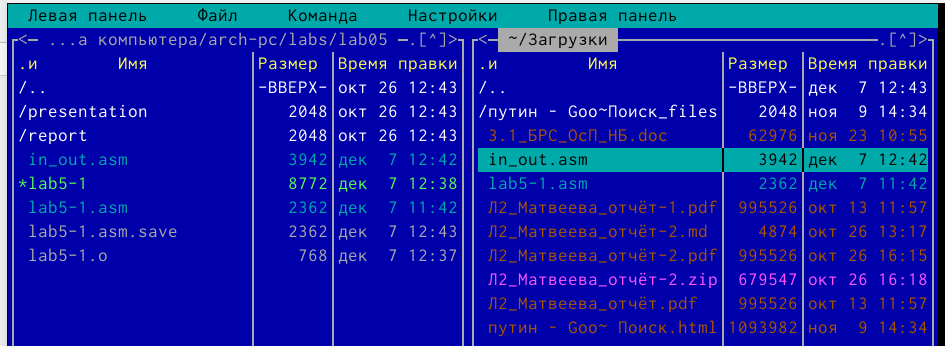 Левая панель Файл Команда Настройки Правая панель
<─ ...а компьютера/arch-pc/labs/lab05 ─.[^]>
.и Имя Размер Время правки
/.. -ВВЕРХ- окт 26 12:43
/presentation 2048 окт 26 12:43
/report 2048 окт 26 12:43
in_out.asm 3942 дек 7 12:42
*lab5-1 8772 дек 7 12:38
lab5-1.asm 2362 дек 7 11:42
lab5-1.asm.save 2362 дек 7 12:43
lab5-1.o 768 дек 7 12:37
<─ ~/Загрузки ─.[^]>
.и Имя Размер Время правки
/.. -ВВЕРХ- дек 7 12:43
/путин - Goo~Поиск_files 2048 ноя 9 14:34
3.1_БРС_ОсП_НБ.doc 62976 ноя 23 10:55
in_out.asm 3942 дек 7 12:42
lab5-1.asm 2362 дек 7 11:42
Л2_Матвеева_отчёт-1.pdf 995526 окт 13 11:57
Л2_Матвеева_отчёт-2.md 4874 окт 26 13:17
Л2_Матвеева_отчёт-2.pdf 995526 окт 26 16:15
Л2_Матвеева_отчёт-2.zip 679547 окт 26 16:18
Л2_Матвеева_отчёт.pdf 995526 окт 13 11:57
путин - Goo~ Поиск.html 1093982 ноя 9 14:34